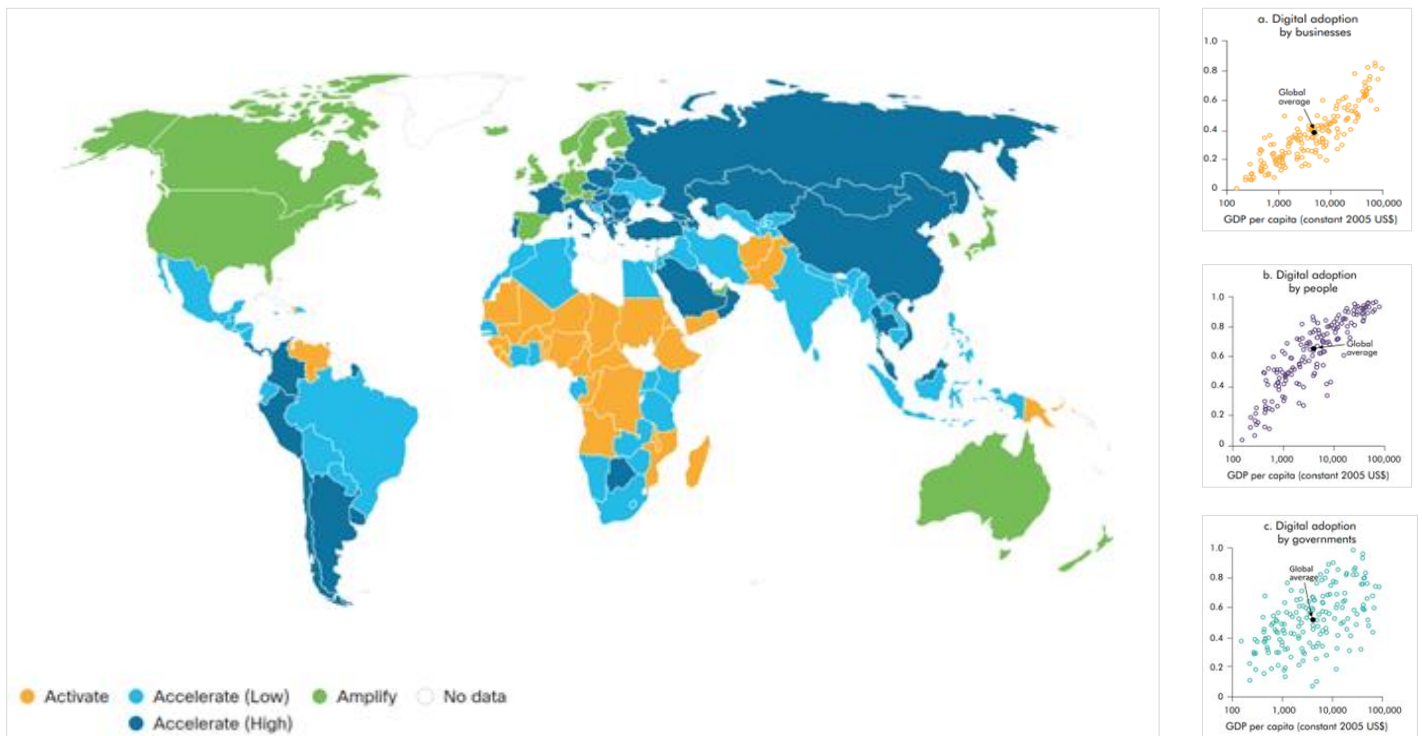 Activate
Accelerate (Low)
Amplify
No data
Accelerate (High)
a. Digital adoption
by businesses
1.0
0.8
Global
average
0.6
0.4
0.2
0
100
1,000
10,000
100,000
GDP per capita (constant 2005 US$)
b. Digital adoption
by people
1.0
0.8
Global
average
0.6
0.4
0.2
0
100
1,000
10,000
100,000
GDP per capita (constant 2005 US$)
c. Digital adoption
by governments
1.0
Global
average
0.8
0.6
0.4
0.2
0
100
1,000
10,000
100,000
GDP per capita (constant 2005 US$)